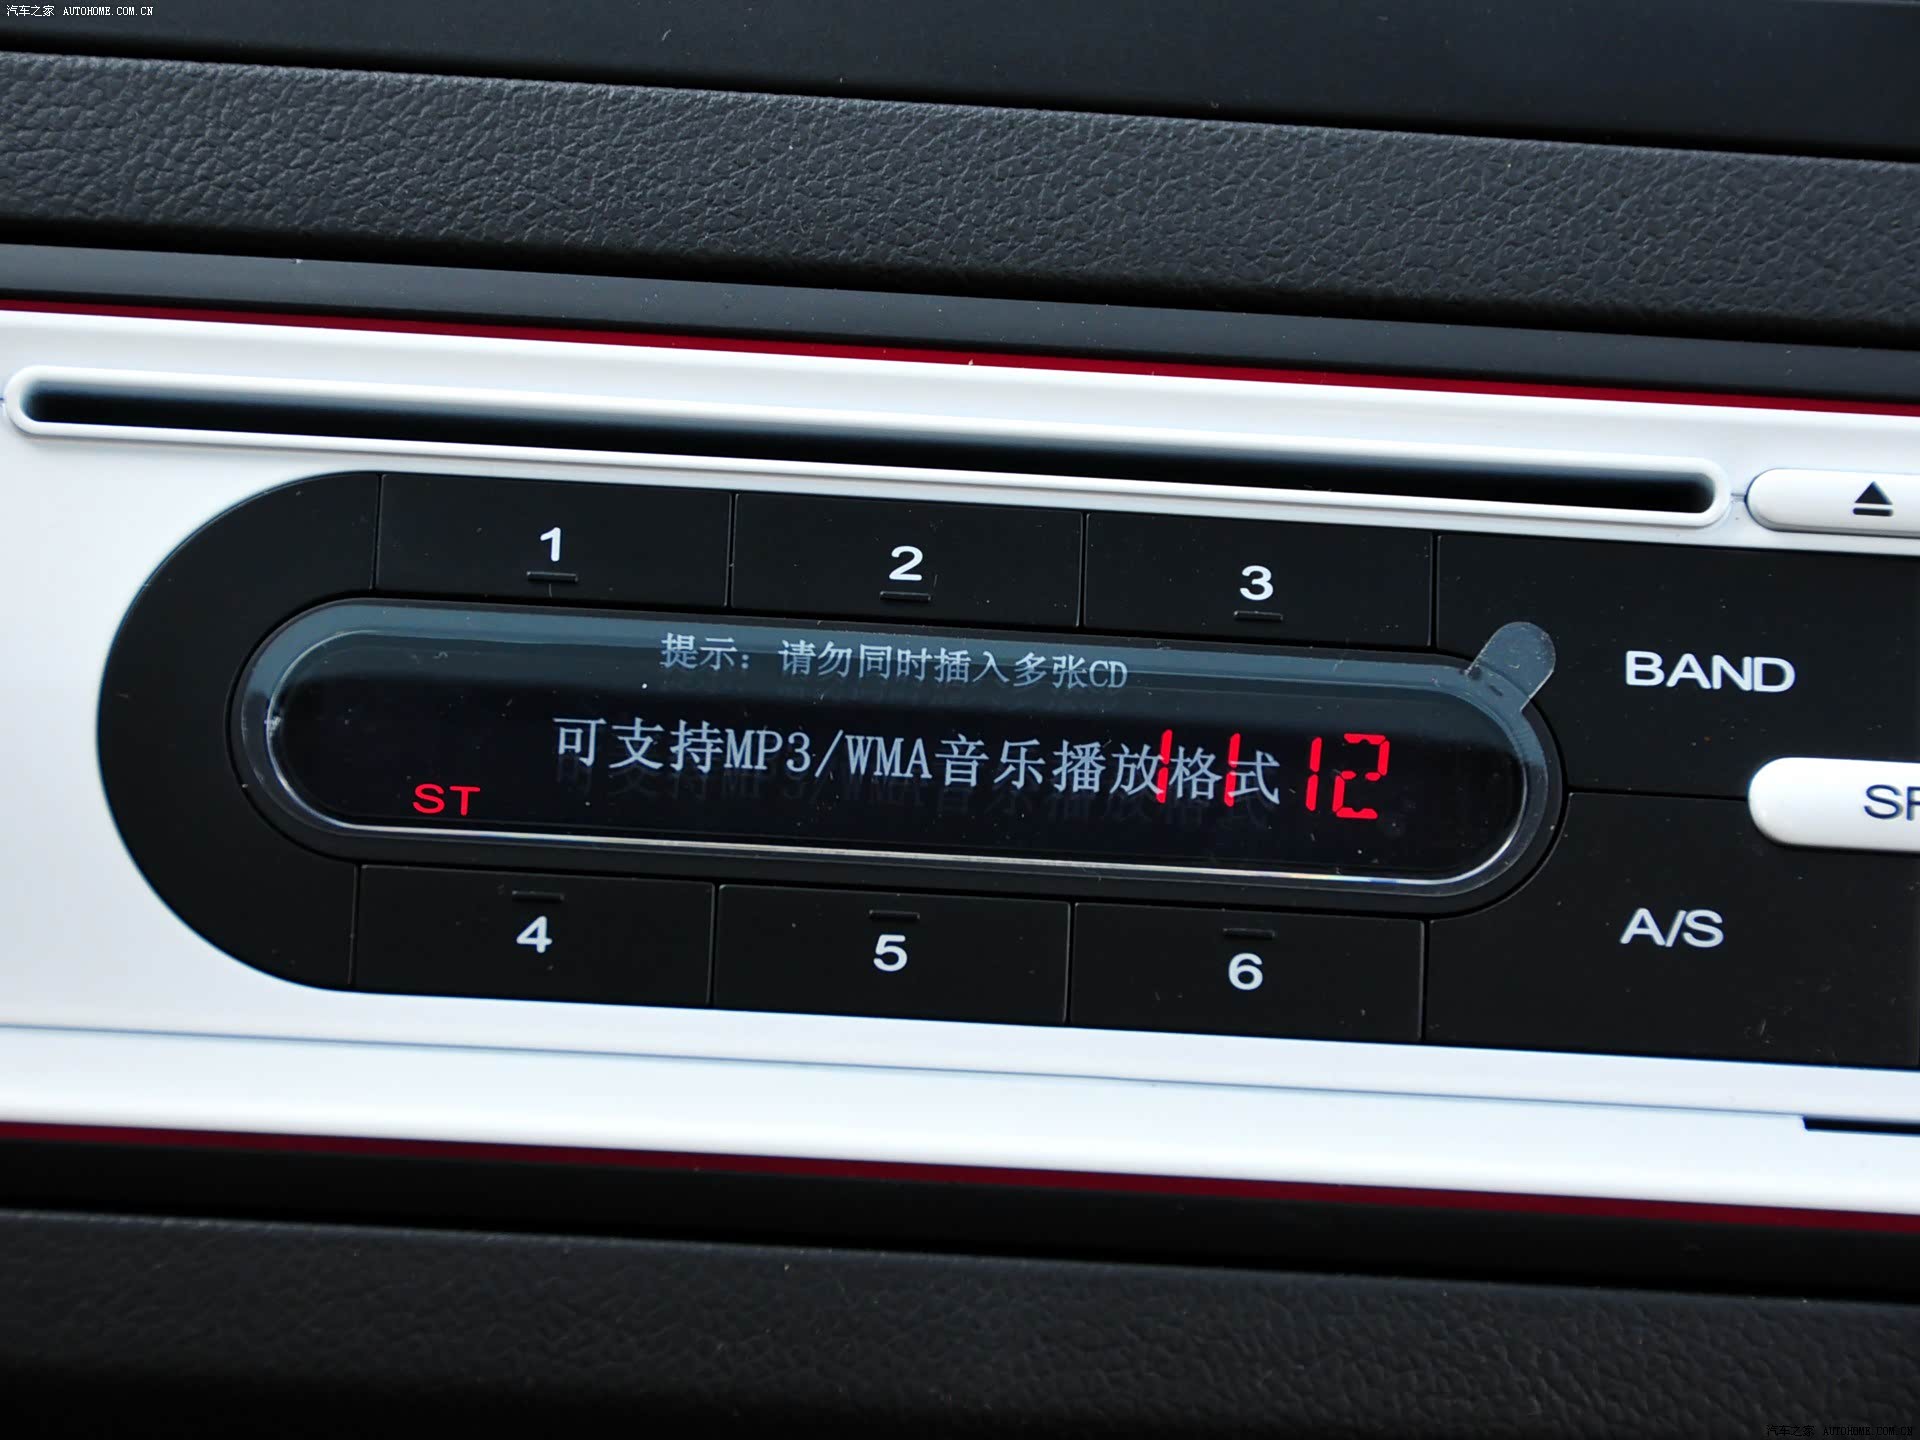 汽车之家 AUTOHOME.COM.CN
1 2 3
提示：请勿同时插入多张CD
BAND
可支持MP3/WMA音乐播放格式
11 12
ST
SP
4 5 6
A/S
汽车之家 AUTOHOME.COM.CN